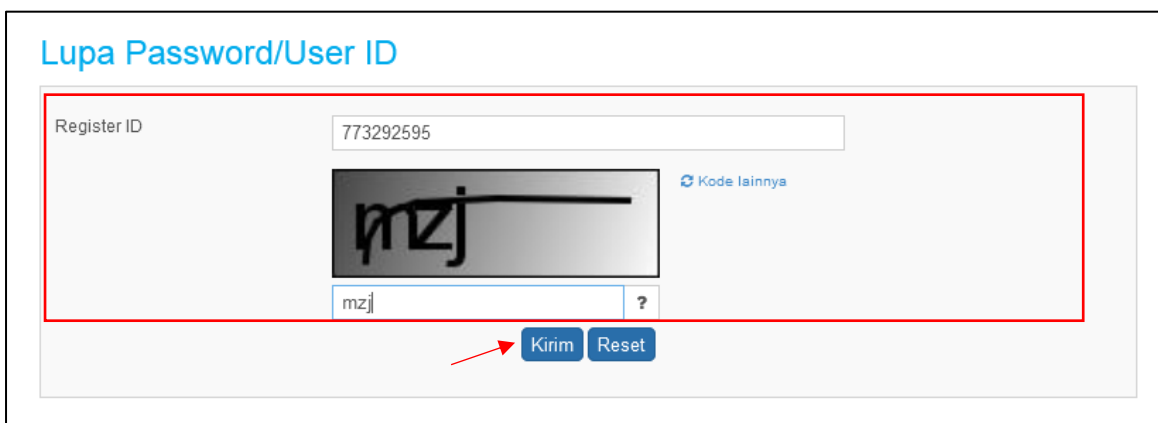 Lupa Password/User ID
Register ID
773292595
mzj
Kode lainnya
mzj
?
Kirim Reset